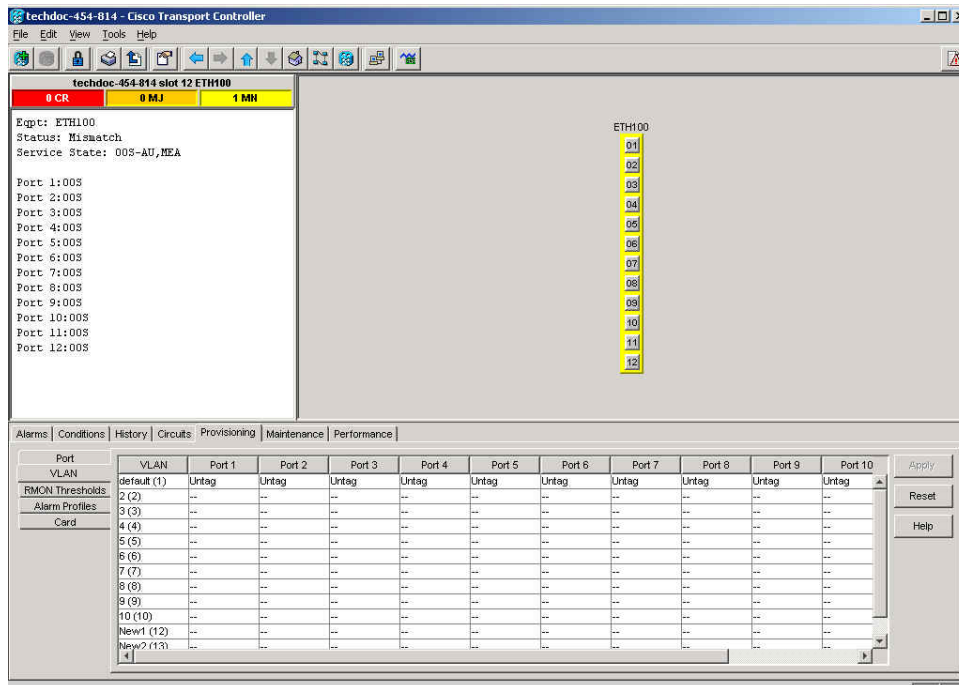 techdoc-454-814 - Cisco Transport Controller
File Edit View Tools Help
techdoc-454-814 slot 12 ETH100
0 CR 0 MJ 1 MN
Eqpt: ETH100
Status: Mismatch
Service State: OOS-AU,MEA
Port 1:OOS
Port 2:OOS
Port 3:OOS
Port 4:OOS
Port 5:OOS
Port 6:OOS
Port 7:OOS
Port 8:OOS
Port 9:OOS
Port 10:OOS
Port 11:OOS
Port 12:OOS
ETH100
01
02
03
04
05
06
07
08
09
10
11
12
Alarms Conditions History Circuits Provisioning Maintenance Performance
Port
VLAN
RMON Thresholds
Alarm Profiles
Card
VLAN Port 1 Port 2 Port 3 Port 4 Port 5 Port 6 Port 7 Port 8 Port 9 Port 10
default (1) Untag Untag Untag Untag Untag Untag Untag Untag Untag Untag
2 (2) -- -- -- -- -- -- -- -- -- --
3 (3) -- -- -- -- -- -- -- -- -- --
4 (4) -- -- -- -- -- -- -- -- -- --
5 (5) -- -- -- -- -- -- -- -- -- --
6 (6) -- -- -- -- -- -- -- -- -- --
7 (7) -- -- -- -- -- -- -- -- -- --
8 (8) -- -- -- -- -- -- -- -- -- --
9 (9) -- -- -- -- -- -- -- -- -- --
10 (10) -- -- -- -- -- -- -- -- -- --
New1 (12) -- -- -- -- -- -- -- -- -- --
New2 (13) -- -- -- -- -- -- -- -- -- --
Apply
Reset
Help